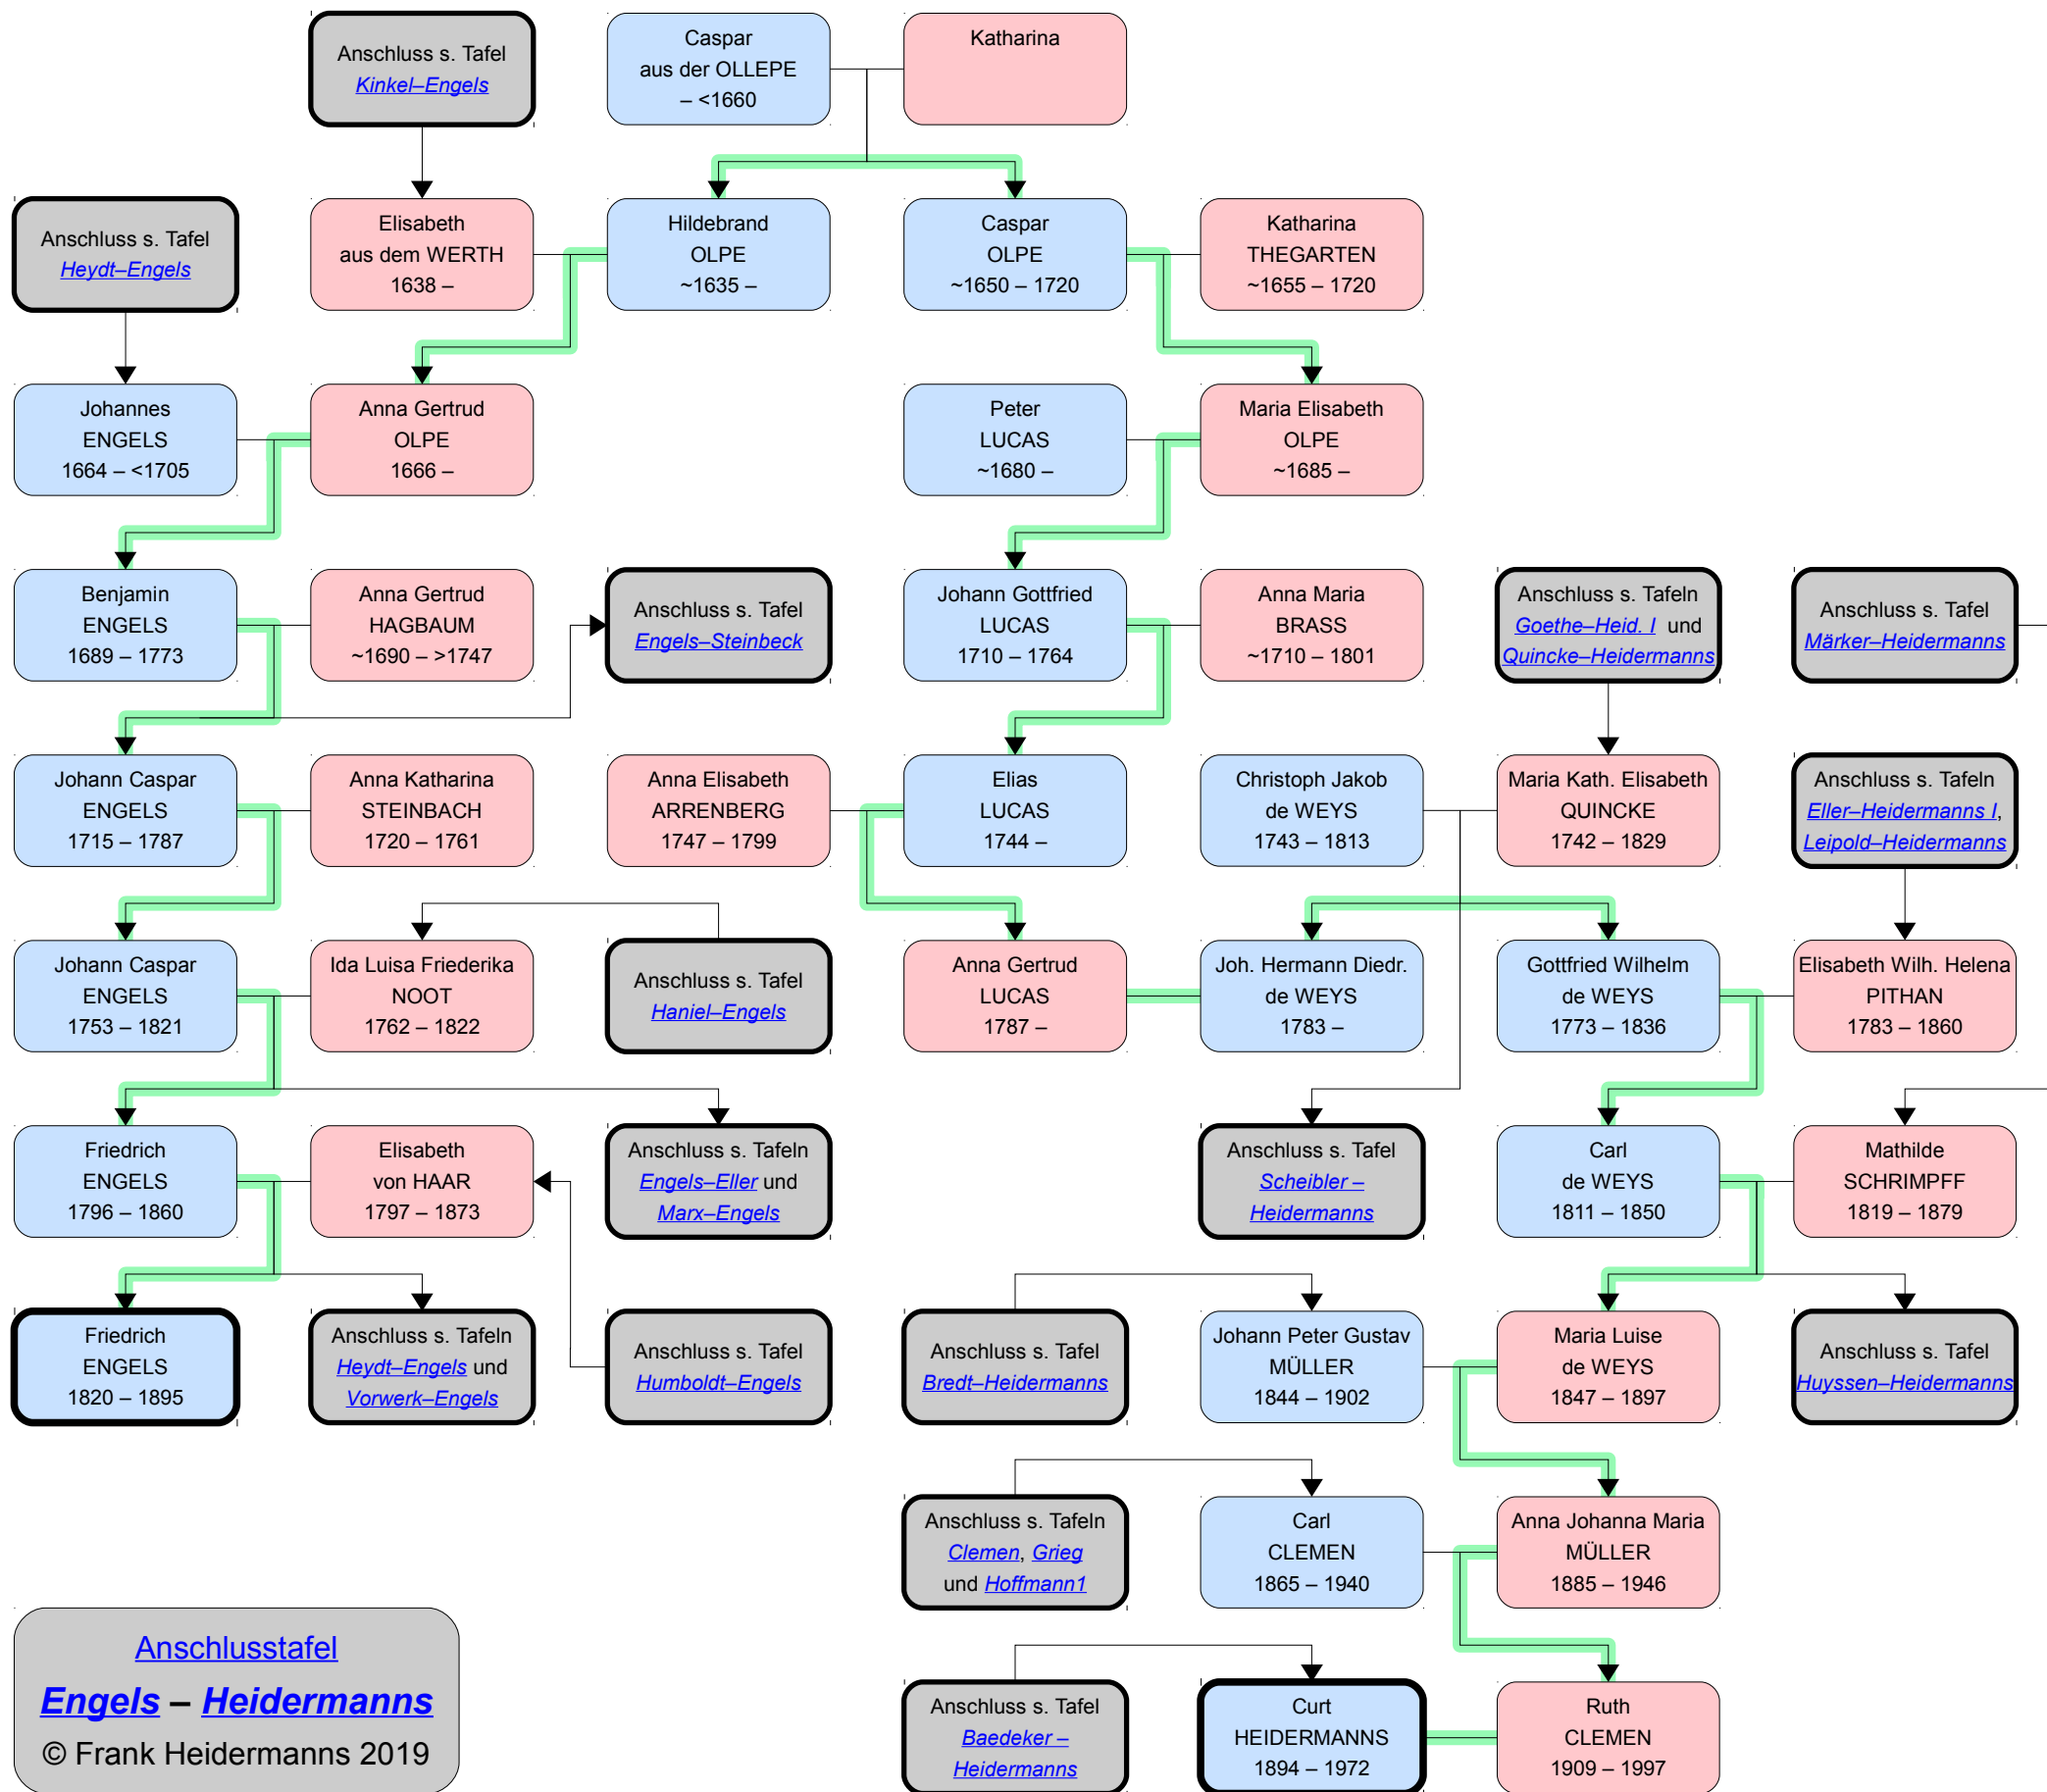 Anschluss s. Tafel
Kinkel–Engels
Caspar
aus der OLLEPE
– <1660
Katharina
Anschluss s. Tafel
Heydt–Engels
Elisabeth
aus dem WERTH
1638 –
Hildebrand
OLPE
~1635 –
Caspar
OLPE
~1650 – 1720
Katharina
THEGARTEN
~1655 – 1720
Johannes
ENGELS
1664 – <1705
Anna Gertrud
OLPE
1666 –
Peter
LUCAS
~1680 –
Maria Elisabeth
OLPE
~1685 –
Benjamin
ENGELS
1689 – 1773
Anna Gertrud
HAGBAUM
~1690 – >1747
Anschluss s. Tafel
Engels–Steinbeck
Johann Gottfried
LUCAS
1710 – 1764
Anna Maria
BRASS
~1710 – 1801
Anschluss s. Tafeln
Goethe–Heid. I und
Quincke–Heidermanns
Anschluss s. Tafel
Märker–Heidermanns
Johann Caspar
ENGELS
1715 – 1787
Anna Katharina
STEINBACH
1720 – 1761
Anna Elisabeth
ARRENBERG
1747 – 1799
Elias
LUCAS
1744 –
Christoph Jakob
de WEYS
1743 – 1813
Maria Kath. Elisabeth
QUINCKE
1742 – 1829
Anschluss s. Tafeln
Eller–Heidermanns I,
Leipold–Heidermanns
Johann Caspar
ENGELS
1753 – 1821
Ida Luisa Friederika
NOOT
1762 – 1822
Anschluss s. Tafel
Haniel–Engels
Anna Gertrud
LUCAS
1787 –
Joh. Hermann Diedr.
de WEYS
1783 –
Gottfried Wilhelm
de WEYS
1773 – 1836
Elisabeth Wilh. Helena
PITHAN
1783 – 1860
Friedrich
ENGELS
1796 – 1860
Elisabeth
von HAAR
1797 – 1873
Anschluss s. Tafeln
Engels–Eller und
Marx–Engels
Anschluss s. Tafel
Scheibler –
Heidermanns
Carl
de WEYS
1811 – 1850
Mathilde
SCHRIMPFF
1819 – 1879
Friedrich
ENGELS
1820 – 1895
Anschluss s. Tafeln
Heydt–Engels und
Vorwerk–Engels
Anschluss s. Tafel
Humboldt–Engels
Anschluss s. Tafel
Bredt–Heidermanns
Johann Peter Gustav
MÜLLER
1844 – 1902
Maria Luise
de WEYS
1847 – 1897
Anschluss s. Tafel
Huyssen–Heidermanns
Anschluss s. Tafeln
Clemen, Grieg
und Hoffmann1
Carl
CLEMEN
1865 – 1940
Anna Johanna Maria
MÜLLER
1885 – 1946
Anschlusstafel
Engels – Heidermanns
© Frank Heidermanns 2019
Anschluss s. Tafel
Baedeker –
Heidermanns
Curt
HEIDERMANNS
1894 – 1972
Ruth
CLEMEN
1909 – 1997